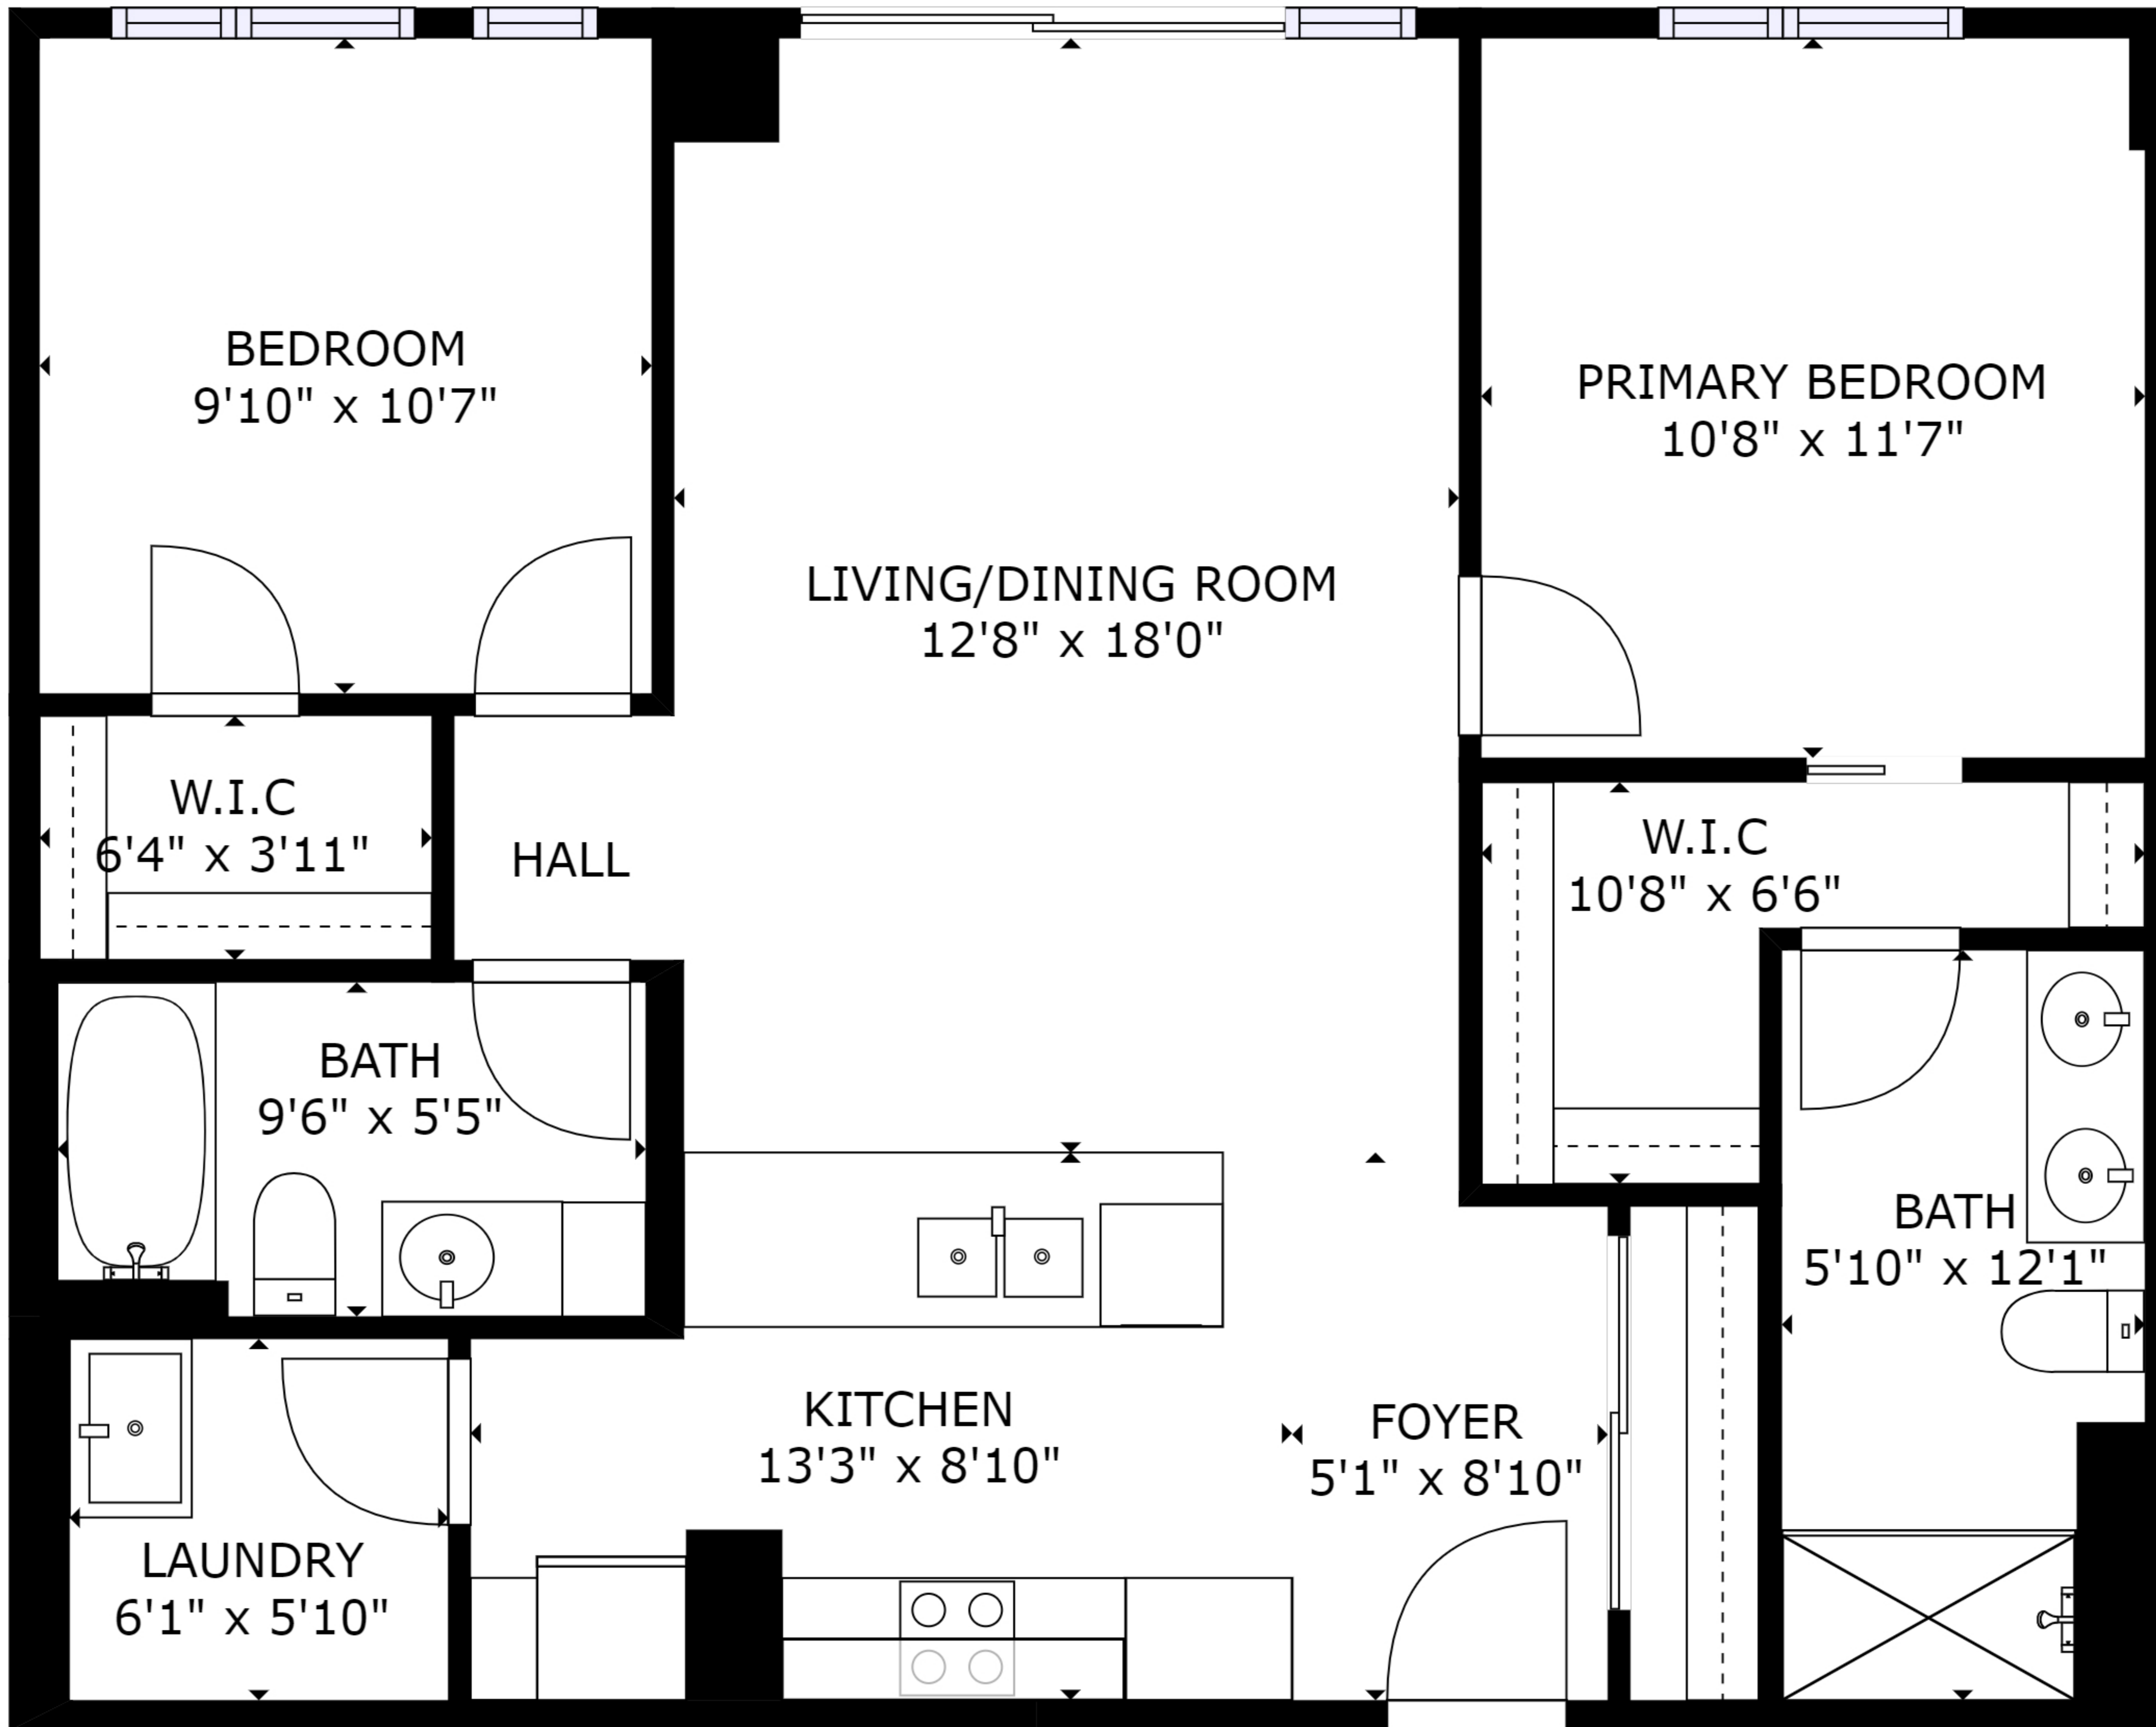 BEDROOM
9'10" x 10'7"
PRIMARY BEDROOM
10'8" x 11'7"
LIVING/DINING ROOM
12'8" x 18'0"
W.I.C
6'4" x 3'11"
HALL
W.I.C
10'8" x 6'6"
BATH
9'6" x 5'5"
BATH
5'10" x 12'1"
KITCHEN
13'3" x 8'10"
FOYER
5'1" x 8'10"
LAUNDRY
6'1" x 5'10"